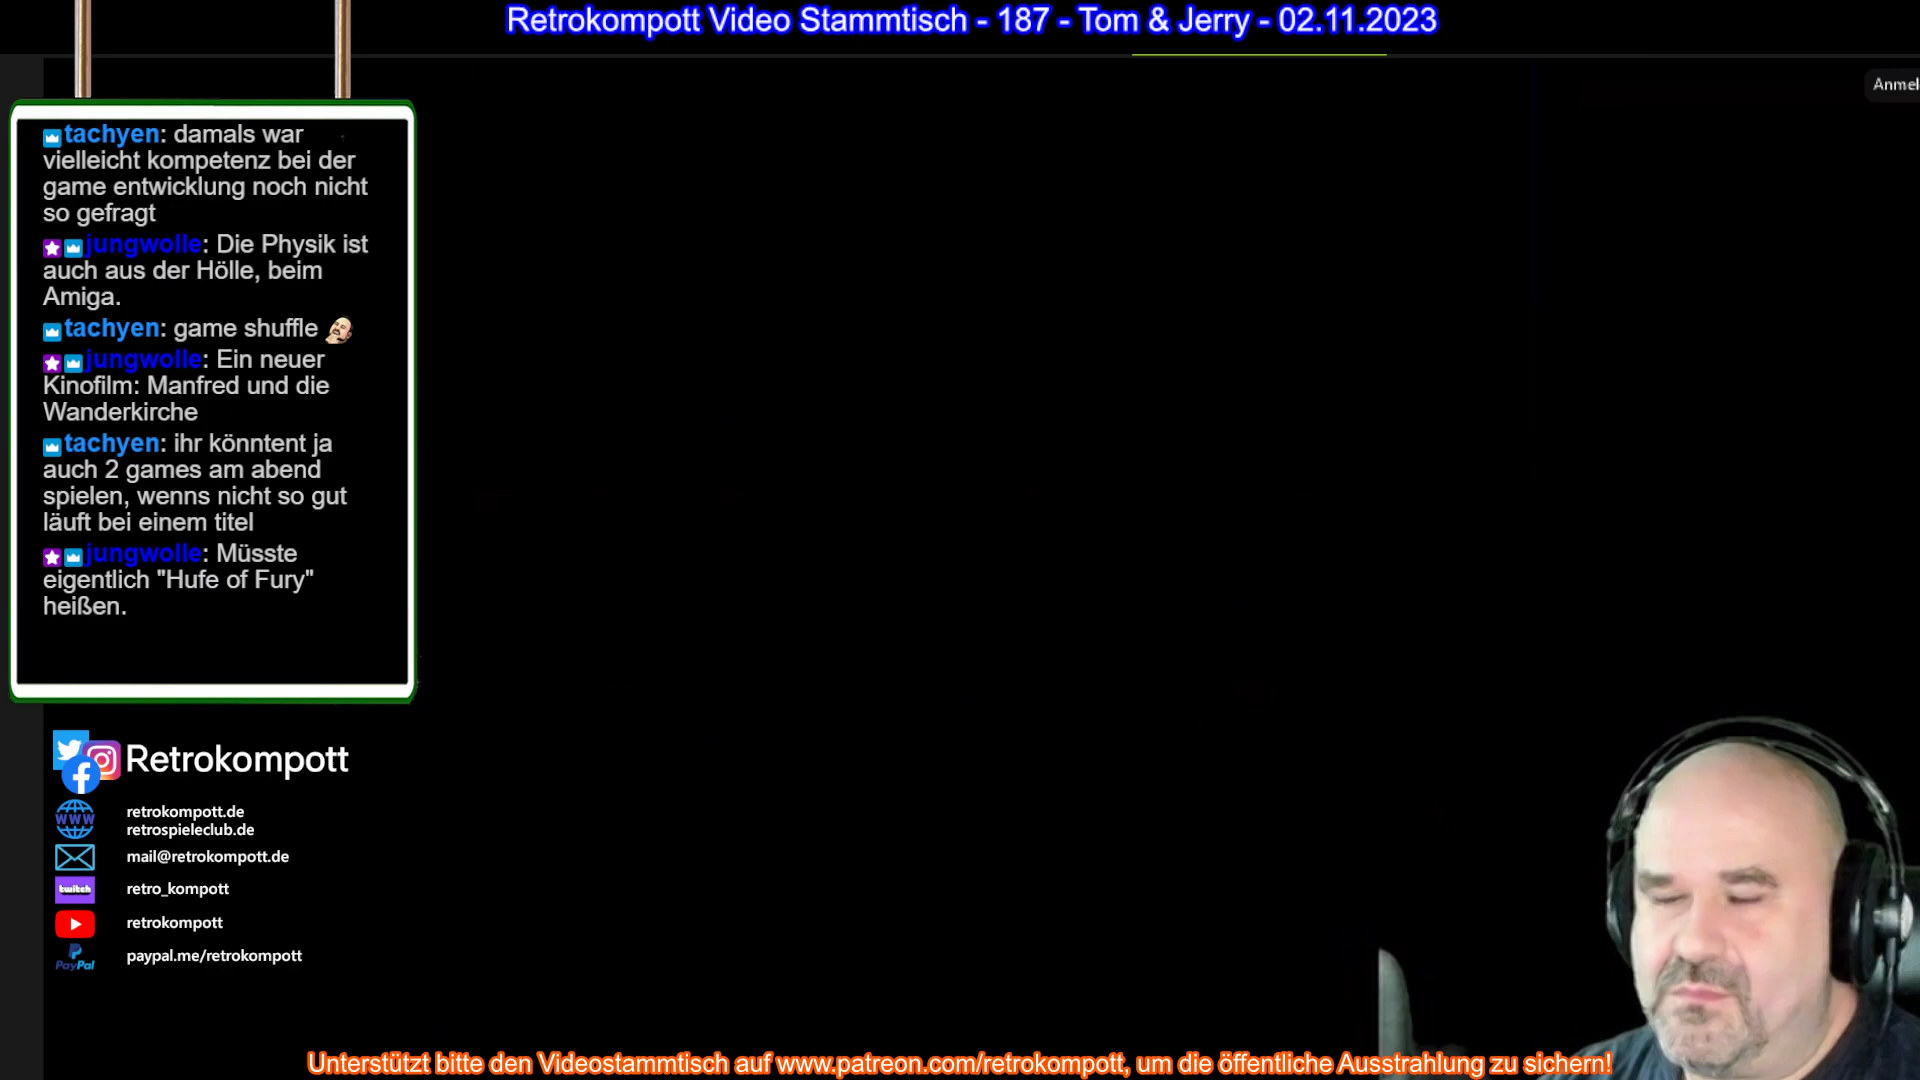 Retrokompott Video Stammtisch - 187 - Tom & Jerry - 02.11.2023
Anmel
tachyen: damals war
vielleicht kompetenz bei der
game entwicklung noch nicht
so gefragt
jungwolle: Die Physik ist
auch aus der Hölle, beim
Amiga.
tachyen: game shuffle
jungwolle: Ein neuer
Kinofilm: Manfred und die
Wanderkirche
tachyen: ihr könntent ja
auch 2 games am abend
spielen, wenns nicht so gut
läuft bei einem titel
jungwolle: Müsste
eigentlich "Hufe of Fury"
heißen.
Retrokompott
www
retrokompott.de
retrospieleclub.de
mail@retrokompott.de
twitch
retro_kompott
retrokompott
PayPal
paypal.me/retrokompott
Unterstützt bitte den Videostammtisch auf www.patreon.com/retrokompott, um die öffentliche Ausstrahlung zu sichern!